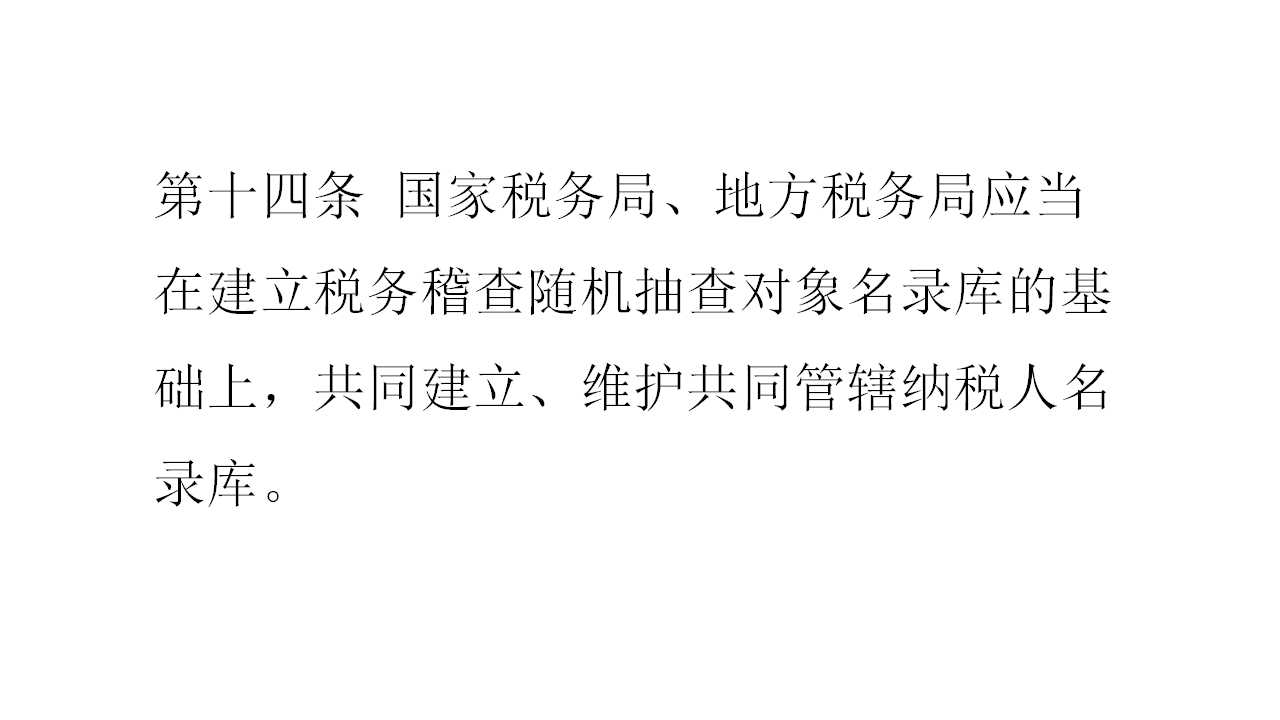 第十四条 国家税务局、地方税务局应当
在建立税务稽查随机抽查对象名录库的基
础上，共同建立、维护共同管辖纳税人名
录库。